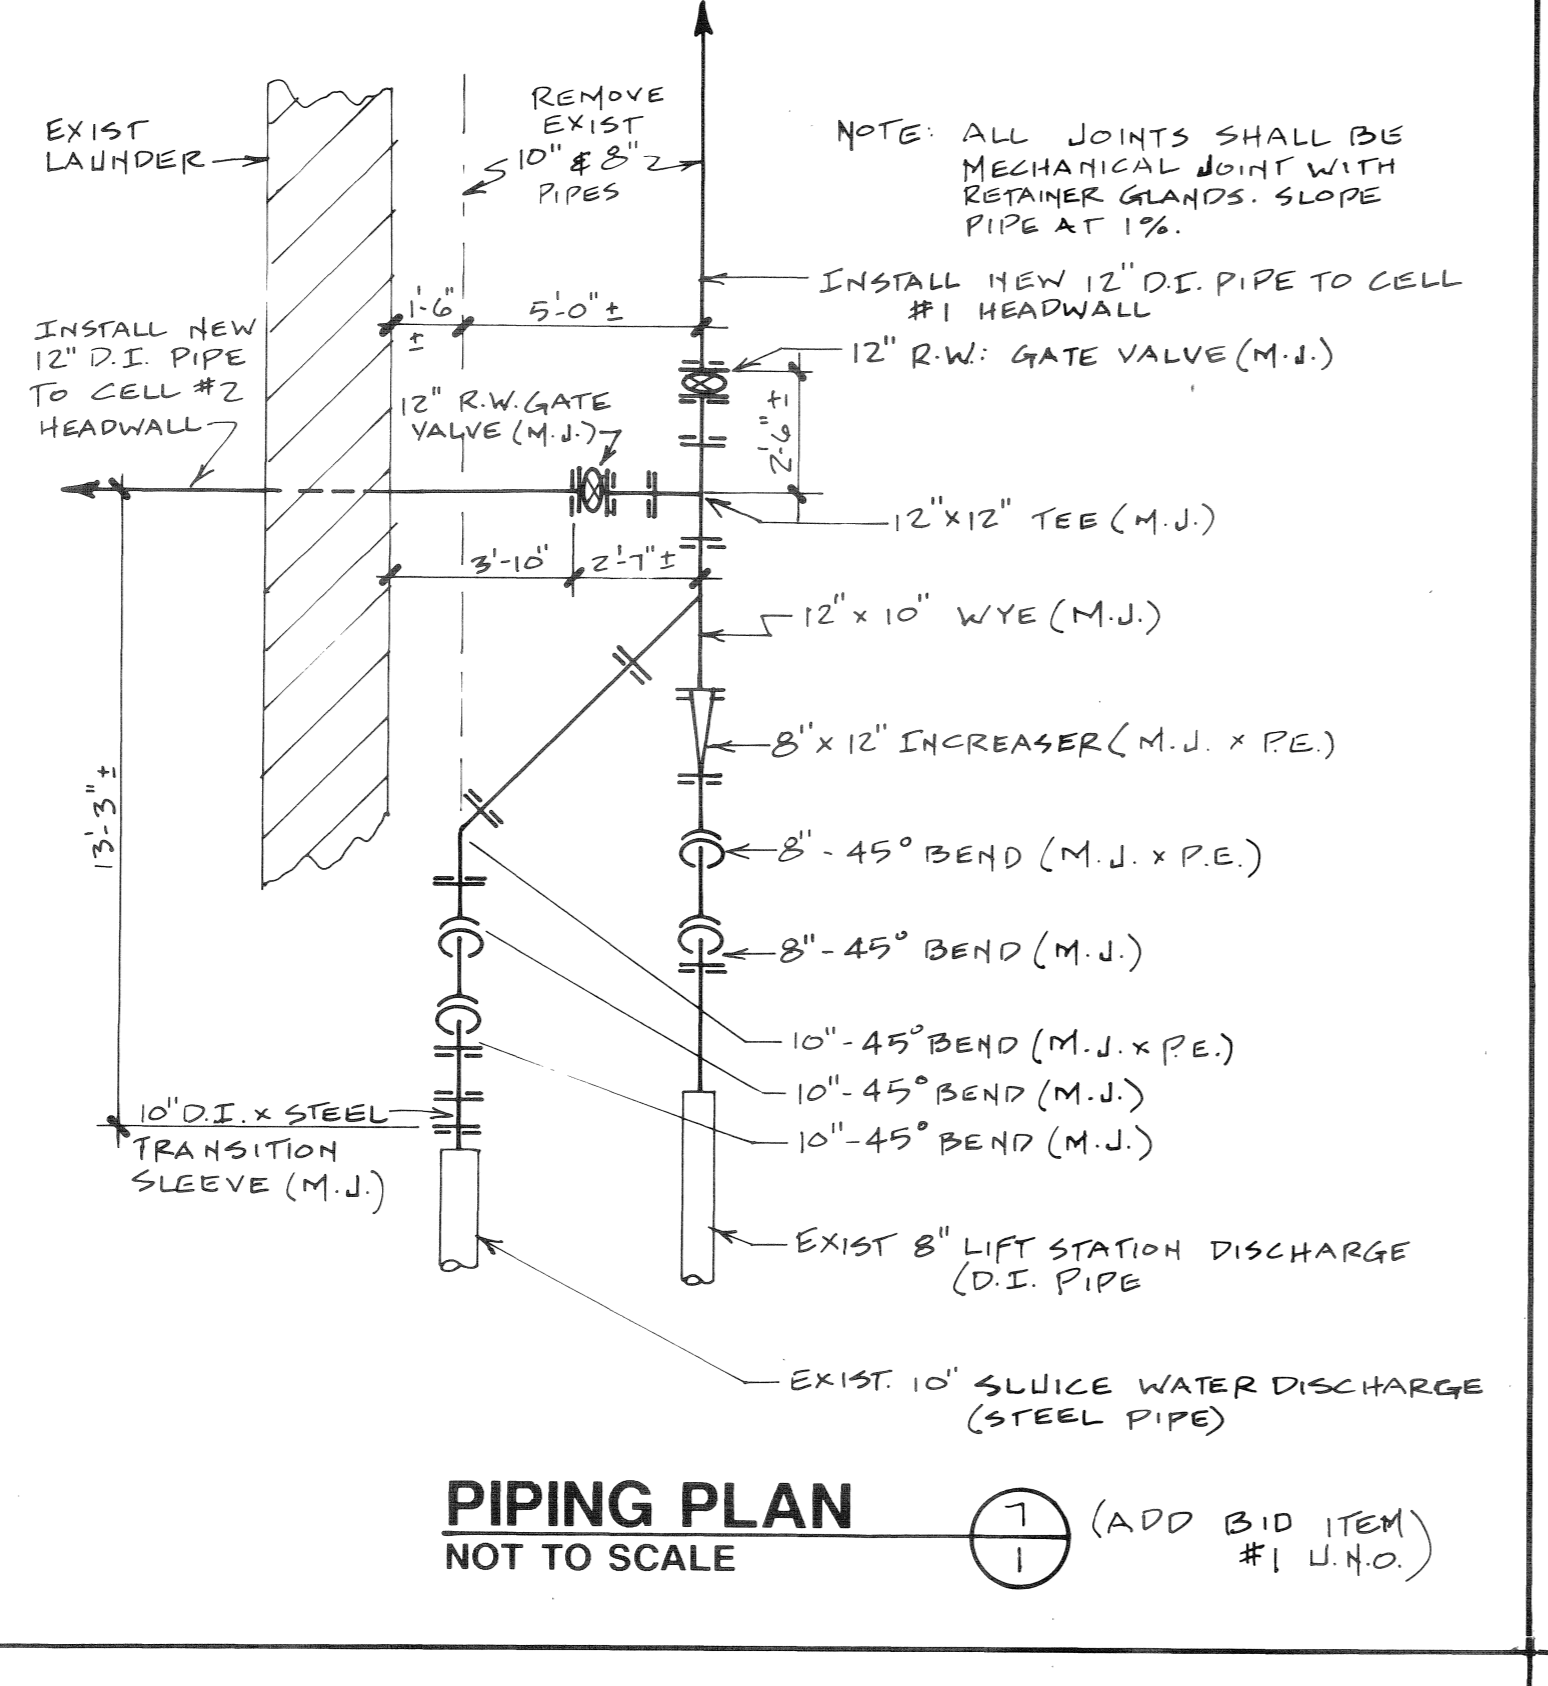 REMOVE
EXIST
10" & 8"
PIPES
EXIST
LAUNDER
NOTE: ALL JOINTS SHALL BE
MECHANICAL JOINT WITH
RETAINER GLANDS. SLOPE
PIPE AT 1%.
INSTALL NEW 12" D.I. PIPE TO CELL
#1 HEADWALL
1'-6"
±
5'-0" ±
INSTALL NEW
12" D.I. PIPE
TO CELL #2
HEADWALL
12" R.W. GATE VALVE (M.J.)
12" R.W. GATE
VALVE (M.J.)
2'-6" ±
12"x12" TEE (M.J.)
3'-10"
2'-7" ±
12" x 10" WYE (M.J.)
8" x 12" INCREASER (M.J. x P.E.)
13'-3" ±
8" - 45° BEND (M.J. x P.E.)
8" - 45° BEND (M.J.)
10" - 45° BEND (M.J. x P.E.)
10" - 45° BEND (M.J.)
10" - 45° BEND (M.J.)
10" D.I. x STEEL
TRANSITION
SLEEVE (M.J.)
EXIST 8" LIFT STATION DISCHARGE
(D.I. PIPE
EXIST. 10" SLUICE WATER DISCHARGE
(STEEL PIPE)
PIPING PLAN
NOT TO SCALE
7
1
(ADD BID ITEM
#1 U.N.O.)